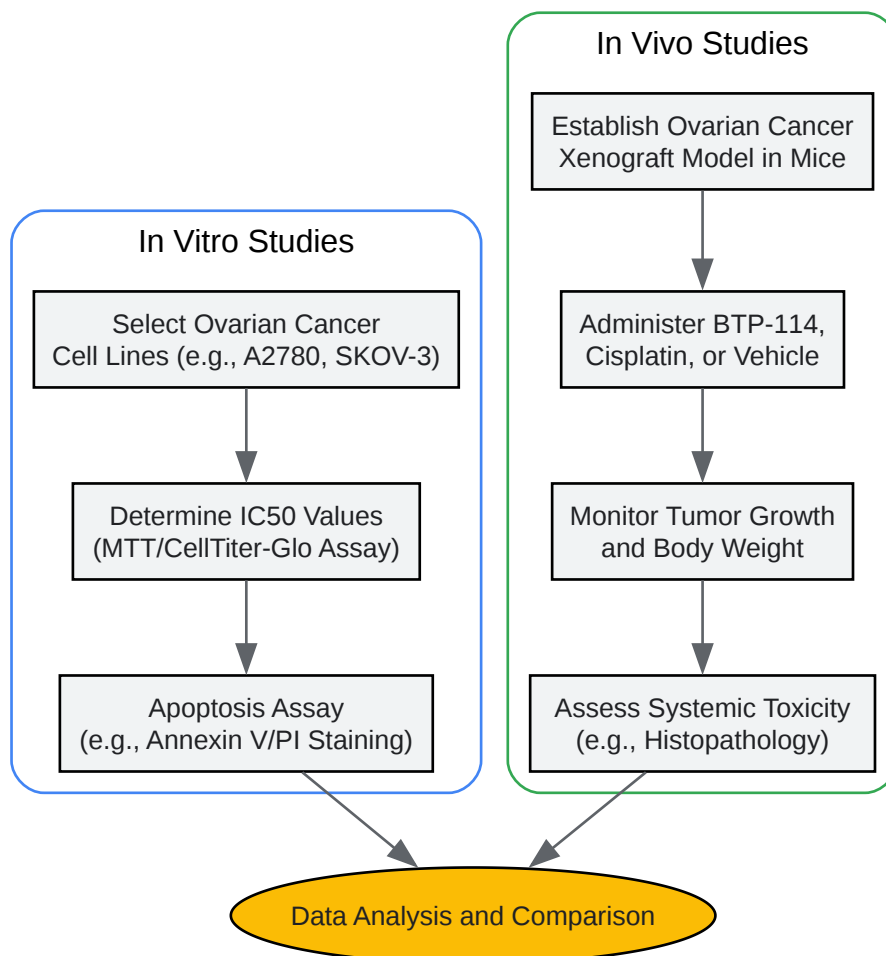 In Vitro Studies
Select Ovarian Cancer
Cell Lines (e.g., A2780, SKOV-3)
Determine IC50 Values
(MTT/CellTiter-Glo Assay)
Apoptosis Assay
(e.g., Annexin V/PI Staining)
In Vivo Studies
Establish Ovarian Cancer
Xenograft Model in Mice
Administer BTP-114,
Cisplatin, or Vehicle
Monitor Tumor Growth
and Body Weight
Assess Systemic Toxicity
(e.g., Histopathology)
Data Analysis and Comparison